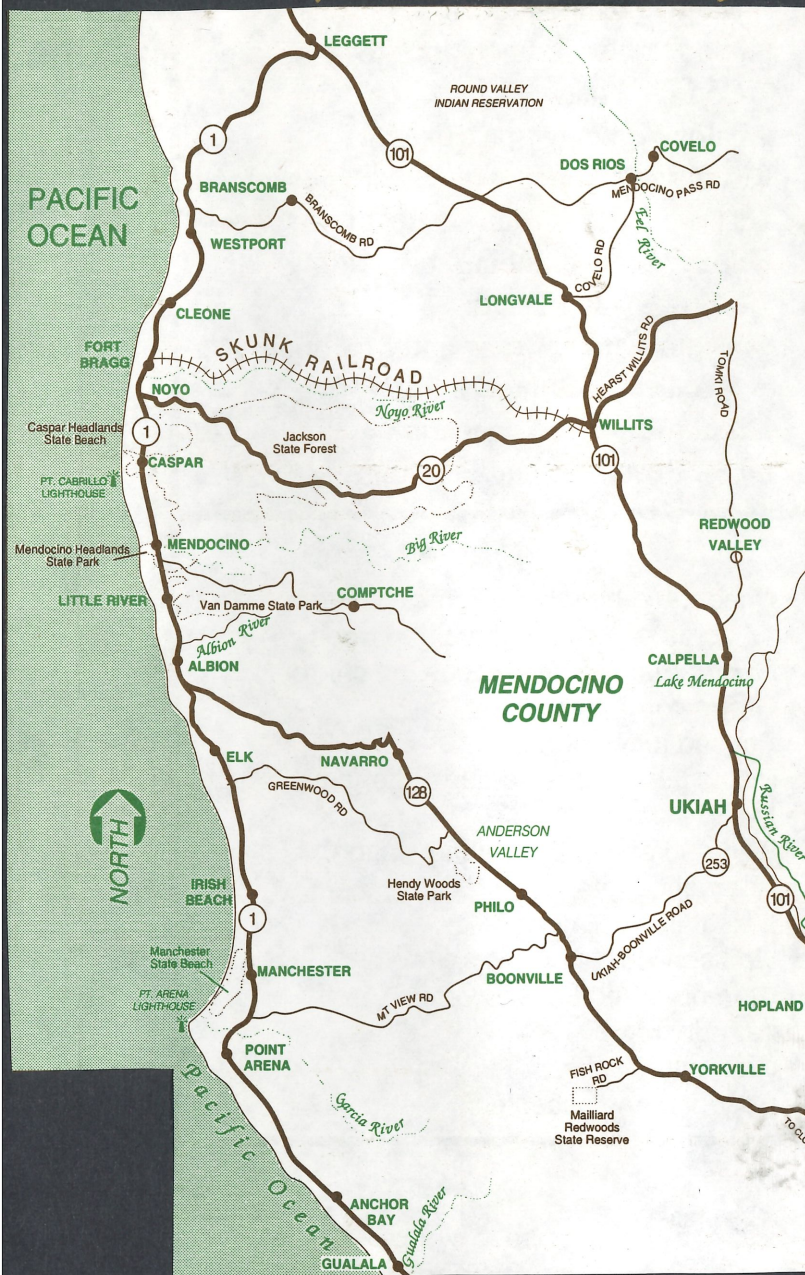 LEGGETT
ROUND VALLEY
INDIAN RESERVATION
1
101
COVELO
DOS RIOS
MENDOCINO PASS RD
BRANSCOMB
BRANSCOMB RD
PACIFIC
OCEAN
Eel River
WESTPORT
COVELO RD
LONGVALE
CLEONE
FORT
BRAGG
SKUNK RAILROAD
HEARST WILLITS RD
TOMKI ROAD
NOYO
Noyo River
Caspar Headlands
State Beach
1
Jackson
State Forest
WILLITS
CASPAR
20
101
PT. CABRILLO
LIGHTHOUSE
REDWOOD
VALLEY
MENDOCINO
Big River
Mendocino Headlands
State Park
LITTLE RIVER
Van Damme State Park
COMPTCHE
Albion River
ALBION
CALPELLA
Lake Mendocino
MENDOCINO
COUNTY
ELK
NAVARRO
GREENWOOD RD
128
NORTH
UKIAH
Russian River
ANDERSON
VALLEY
253
Hendy Woods
State Park
IRISH
BEACH
PHILO
101
1
UKIAH-BOONVILLE ROAD
Manchester
State Beach
MANCHESTER
BOONVILLE
PT. ARENA
LIGHTHOUSE
MT VIEW RD
HOPLAND
POINT
ARENA
FISH ROCK
RD
YORKVILLE
Garcia River
Mailliard
Redwoods
State Reserve
TO CLO
Pacific Ocean
ANCHOR
BAY
Gualala River
GUALALA